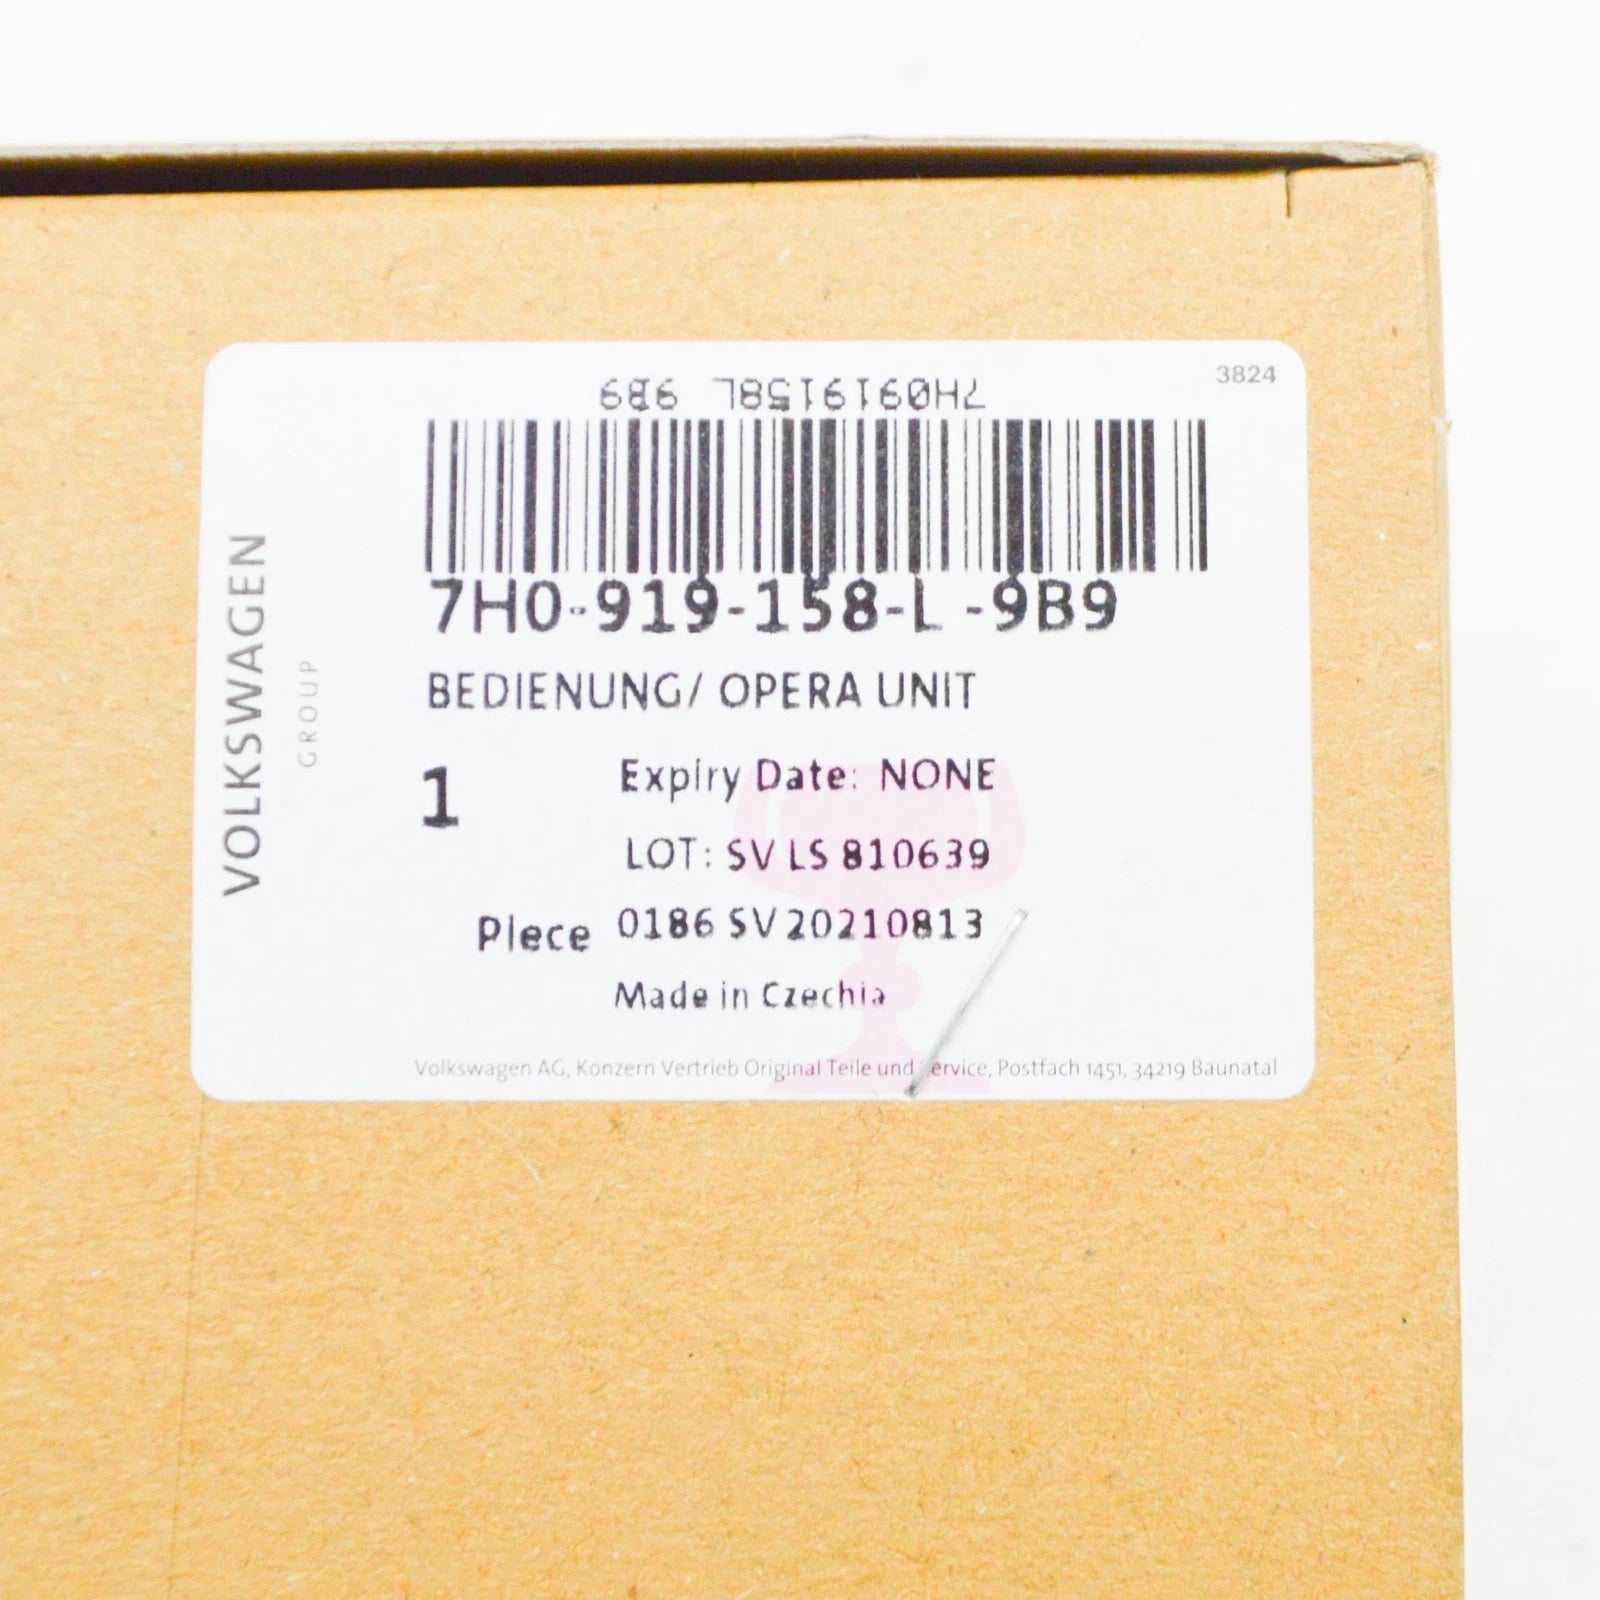 3824
7H0919158L 9B9
7H0-919-158-L -9B9
BEDIENUNG/ OPERA UNIT
1
Expiry Date: NONE
LOT: SV LS 810639
Piece
0186 SV 20210813
Made in Czechia
Volkswagen AG, Konzern Vertrieb Original Teile und Service, Postfach 1451, 34219 Baunatal
VOLKSWAGEN
GROUP